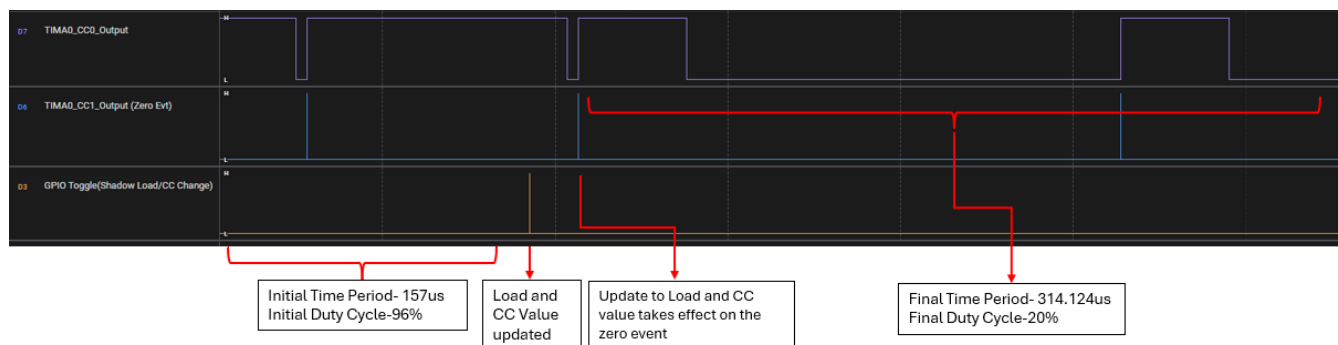 D7 TIMA0_CC0_Output
H
L
D6 TIMA0_CC1_Output (Zero Evt)
H
L
D3 GPIO Toggle(Shadow Load/CC Change)
H
L
Initial Time Period- 157us
Initial Duty Cycle-96%
Load and
CC Value
updated
Update to Load and CC
value takes effect on the
zero event
Final Time Period- 314.124us
Final Duty Cycle-20%